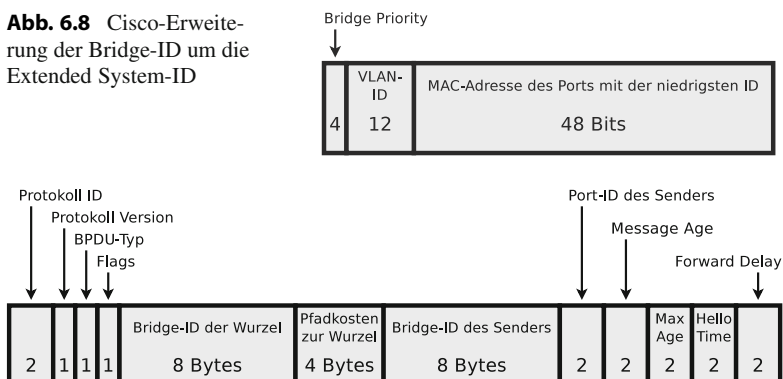 Abb. 6.8 Cisco-Erweite-
rung der Bridge-ID um die
Extended System-ID
Bridge Priority
VLAN-
ID
MAC-Adresse des Ports mit der niedrigsten ID
4 12 48 Bits
Protokoll ID
Protokoll Version
BPDU-Typ
Flags
Port-ID des Senders
Message Age
Forward Delay
Bridge-ID der Wurzel
Pfadkosten
zur Wurzel
Bridge-ID des Senders
Max
Age
Hello
Time
2 1 1 1 8 Bytes 4 Bytes 8 Bytes 2 2 2 2 2